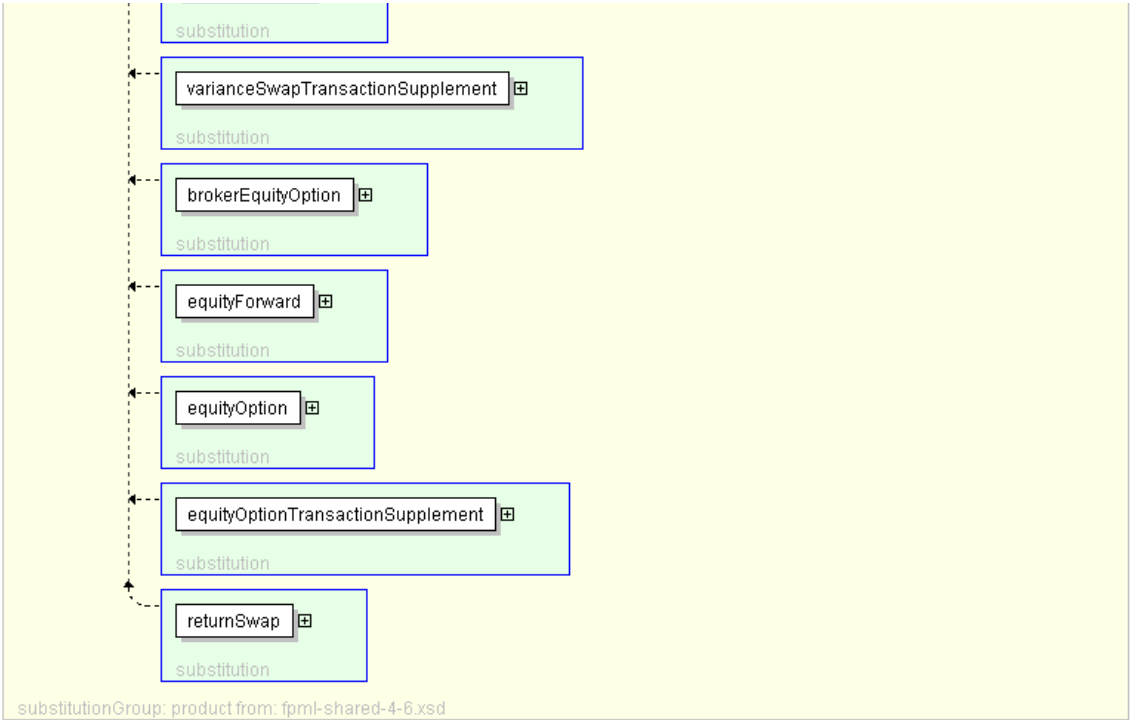 substitution
varianceSwapTransactionSupplement
substitution
brokerEquityOption
substitution
equityForward
substitution
equityOption
substitution
equityOptionTransactionSupplement
substitution
returnSwap
substitution
substitutionGroup: product from: fpml-shared-4-6.xsd